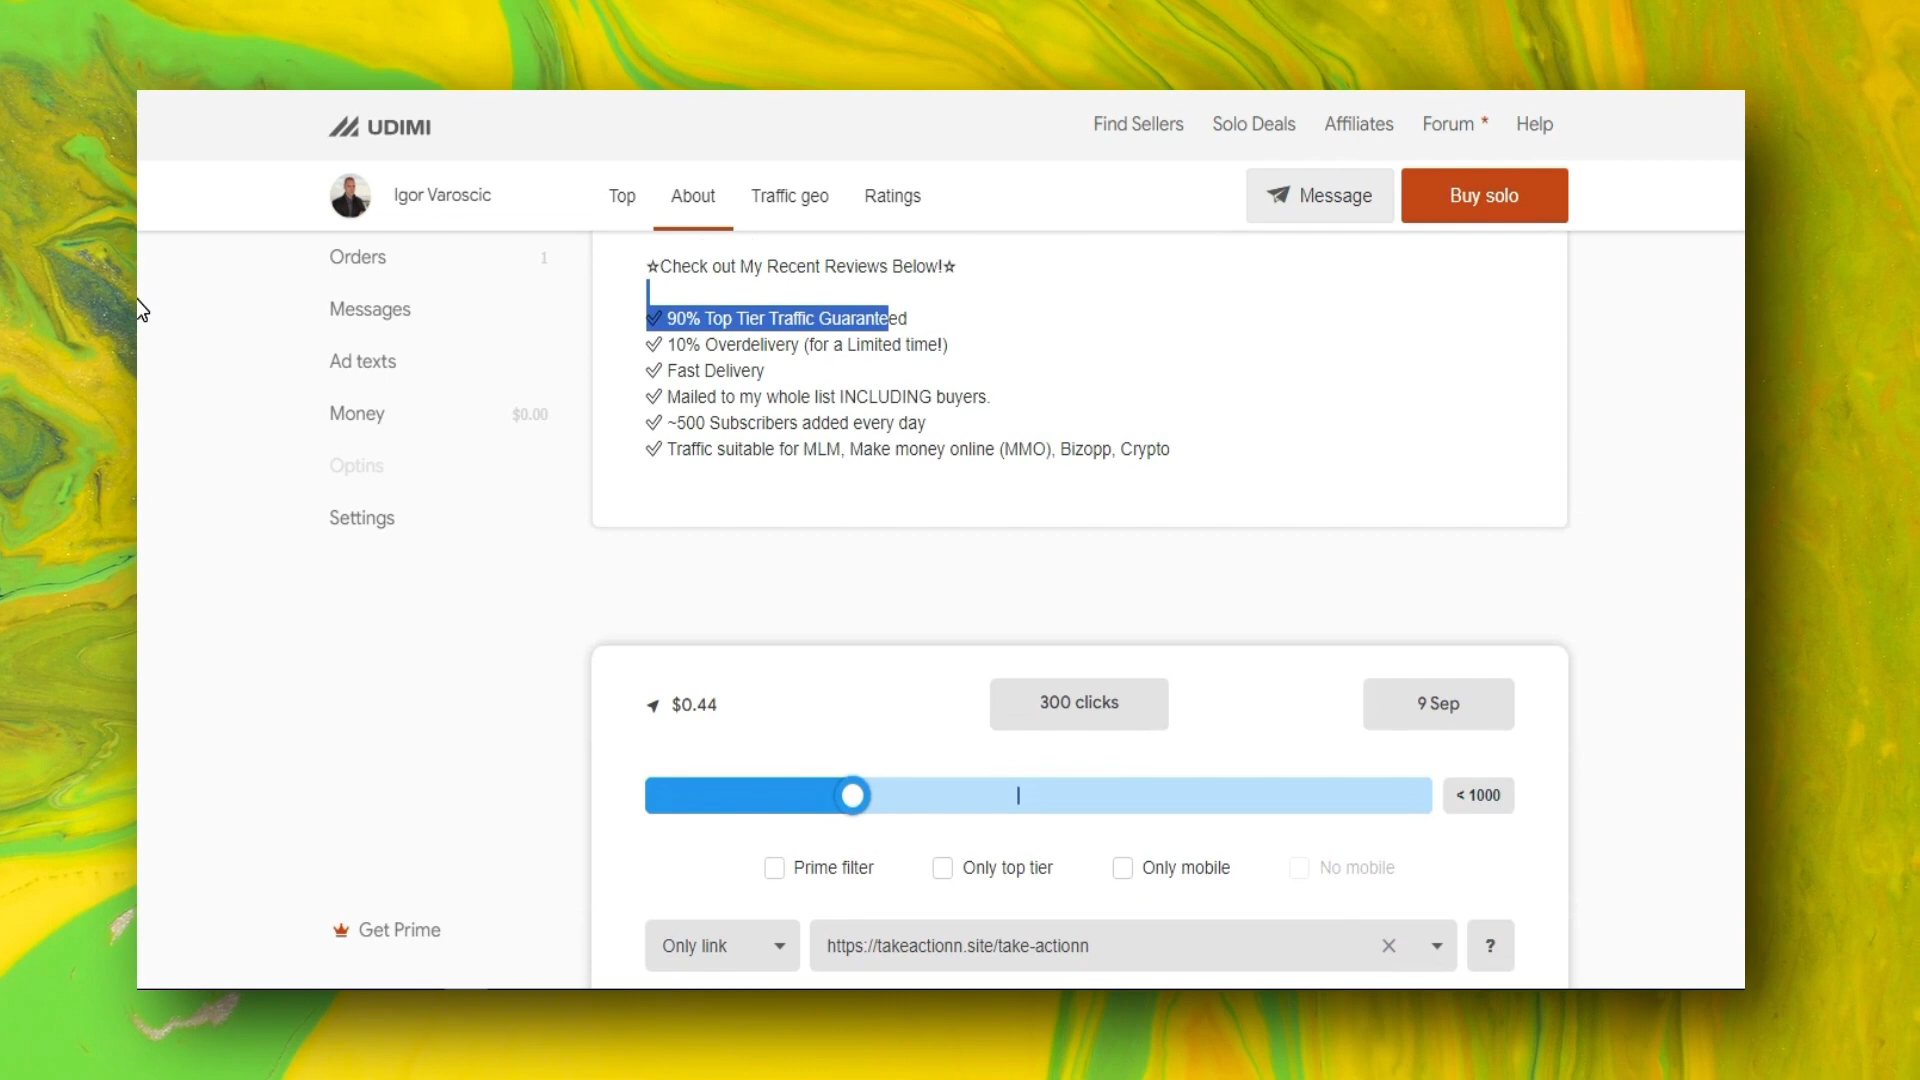 UDIMI
Find Sellers
Solo Deals
Affiliates
Forum *
Help
Igor Varoscic
Top
About
Traffic geo
Ratings
Message
Buy solo
Orders 1
Messages
Ad texts
Money $0.00
Optins
Settings
Get Prime
☆Check out My Recent Reviews Below!☆
✓ 90% Top Tier Traffic Guaranteed
✓ 10% Overdelivery (for a Limited time!)
✓ Fast Delivery
✓ Mailed to my whole list INCLUDING buyers.
✓ ~500 Subscribers added every day
✓ Traffic suitable for MLM, Make money online (MMO), Bizopp, Crypto
$0.44
300 clicks
9 Sep
< 1000
Prime filter
Only top tier
Only mobile
No mobile
Only link
https://takeactionn.site/take-actionn
?